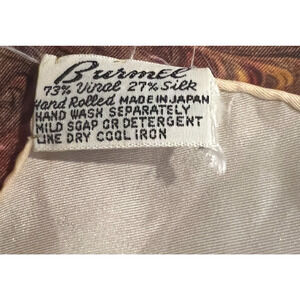 Burmel
73% Vinal 27% Silk
Hand Rolled MADE IN JAPAN
HAND WASH SEPARATELY
MILD SOAP OR DETERGENT
LINE DRY COOL IRON